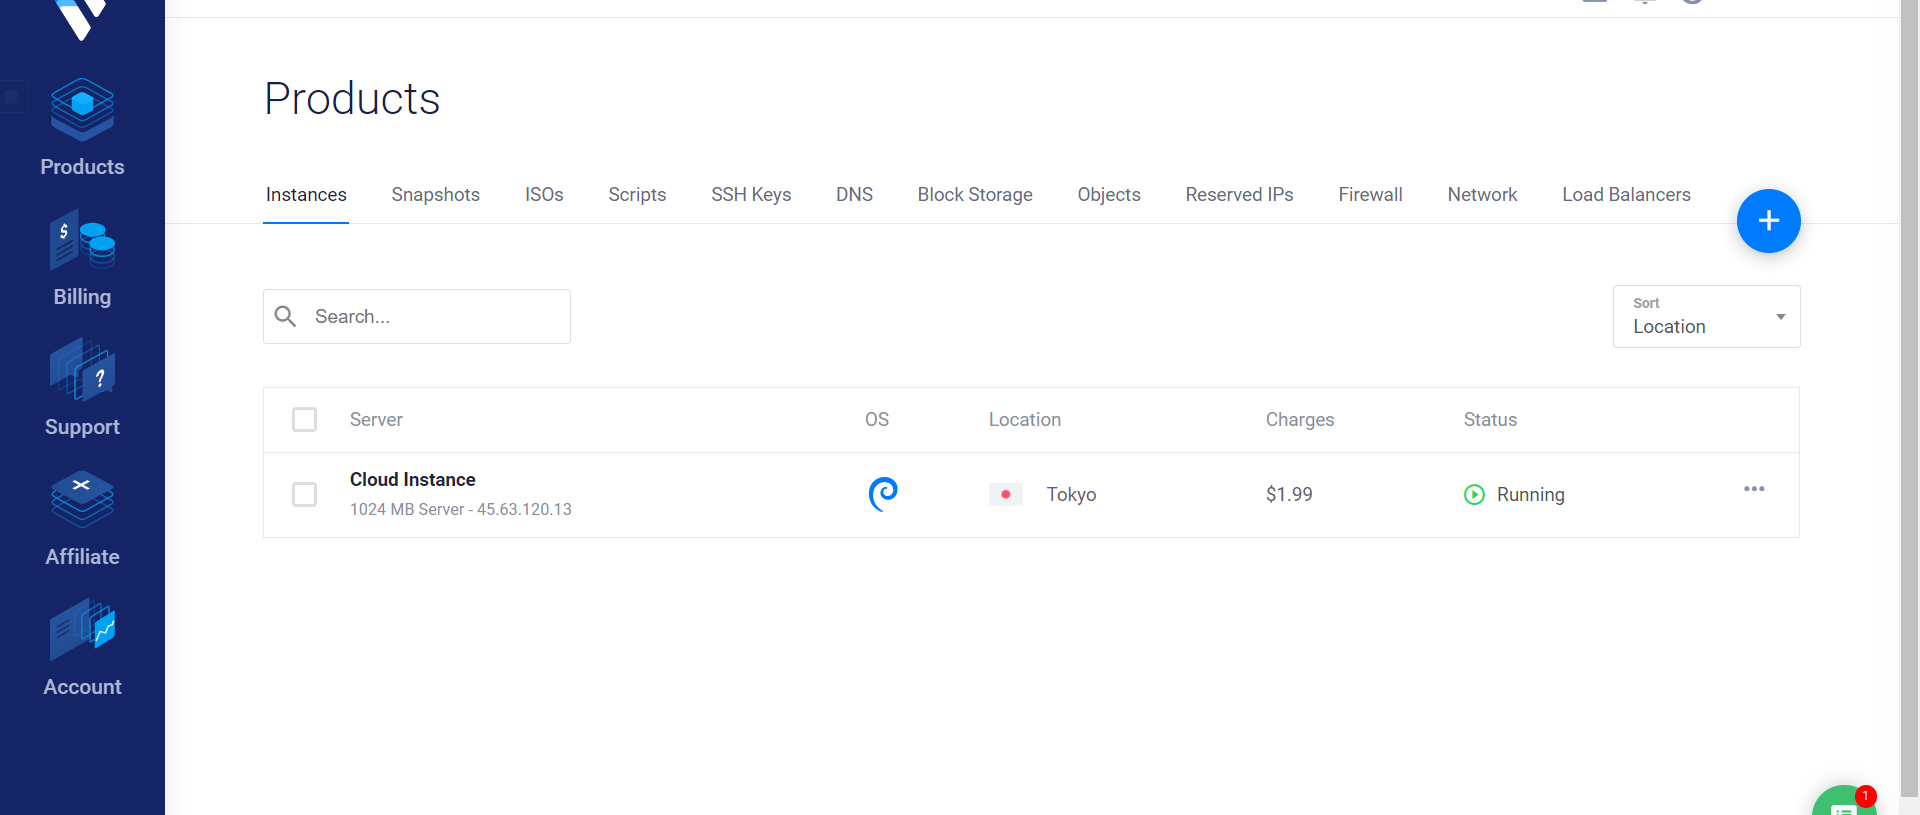 Products
Billing
Support
Affiliate
Account
Products
Instances Snapshots ISOs Scripts SSH Keys DNS Block Storage Objects Reserved IPs Firewall Network Load Balancers
+
Search...
Sort
Location
Server OS Location Charges Status
Cloud Instance
1024 MB Server - 45.63.120.13
Tokyo $1.99 Running
1